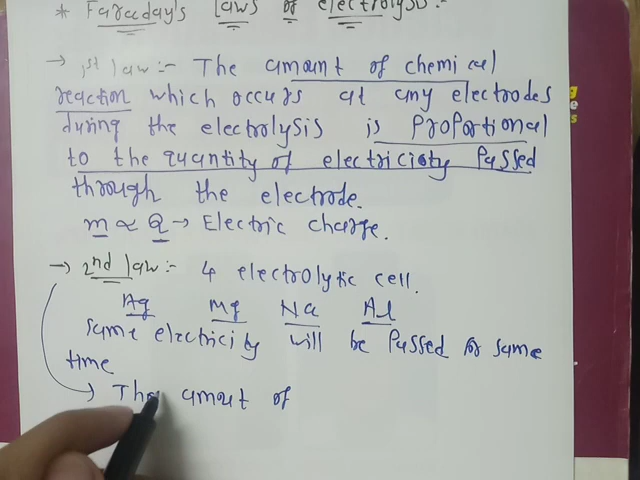 * Faraday's laws of electrolysis:-
→ 1st law:- The amount of chemical
reaction which occurs at any electrodes
during the electrolysis is proportional
to the quantity of electricisty passed
through the electrode.
m ∝ Q → Electric charge.
→ 2nd law:- 4 electrolytic cell.
Ag Mg Na Al
same electricity will be passed for same
time
→ The amout of